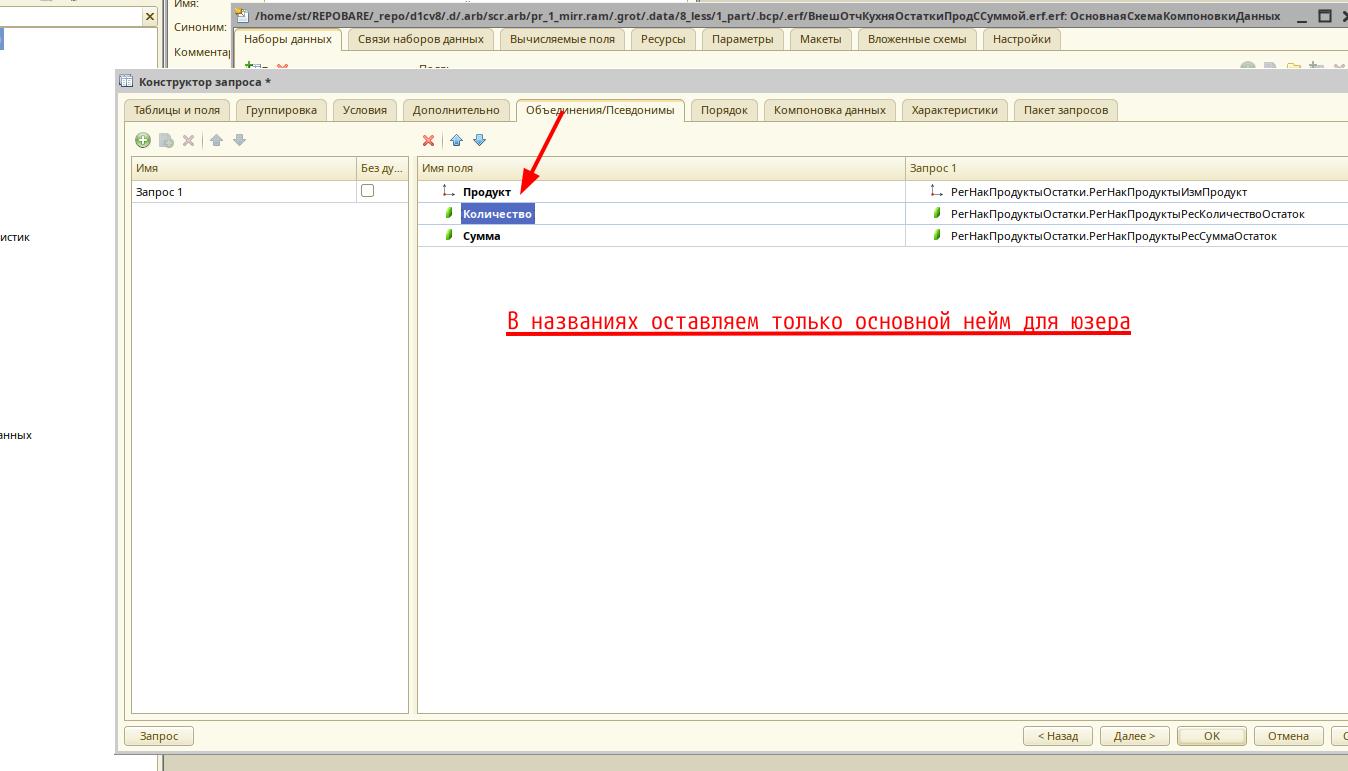 Имя:
/home/st/REPOBARE/_repo/d1cv8/.d/.arb/scr.arb/pr_1_mirr.ram/.grot/.data/8_less/1_part/.bcp/.erf/ВнешОтчКухняОстаткиПродССуммой.erf.erf: ОсновнаяСхемаКомпоновкиДанных
Синоним:
Наборы данных Связи наборов данных Вычисляемые поля Ресурсы Параметры Макеты Вложенные схемы Настройки
Коммента
Конструктор запроса *
Таблицы и поля Группировка Условия Дополнительно Объединения/Псевдонимы Порядок Компоновка данных Характеристики Пакет запросов
Имя Без ду... Имя поля Запрос 1
Запрос 1 Продукт РегНакПродуктыОстатки.РегНакПродуктыИзмПродукт
Количество РегНакПродуктыОстатки.РегНакПродуктыРесКоличествоОстаток
Сумма РегНакПродуктыОстатки.РегНакПродуктыРесСуммаОстаток
истик
В названиях оставляем только основной нейм для юзера
анных
Запрос < Назад Далее > OK Отмена